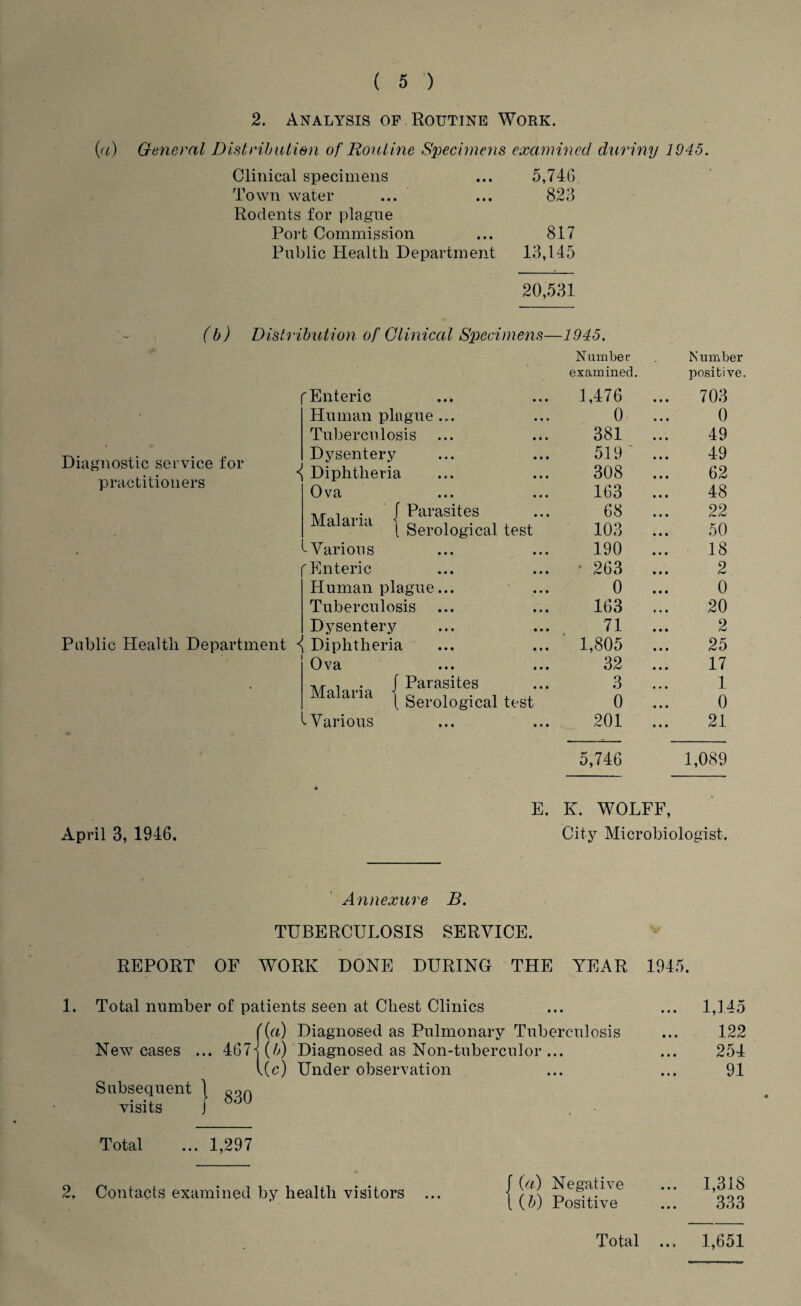 ( 5 )
2. Analysis of Routine Work.
(a) General Distribution of Routine Specimens examined during 1945.
Clinical specimens ... 5,746
Town water ... ... 823
Rodents for plague
Port Commission ... 817
Public Health Department 13,145
20,531
(b) Distribution of Clinical Specimens—1945.
Number examined. Number positive.
Diagnostic service for practitioners
Enteric ... ... 1,476 ... 703
Human plague ... ... 0 ... 0
Tuberculosis ... ... 381 ... 49
Dysentery ... ... 519 ... 49
Diphtheria ... ... 308 ... 62
Ova ... ... 163 ... 48
Malaria { Parasites ... 68 ... 22
{ Serological test 103 ... 50
Various ... ... 190 ... 18
Public Health Department
Enteric ... ... 263 ... 2
Human plague... ... 0 ... 0
Tuberculosis ... ... 163 ... 20
Dysentery ... ... 71 ... 2
Diphtheria ... ... 1,805 ... 25
Ova ... ... 32 ... 17
Malaria { Parasites ... 3 ... 1
{ Serological test 0 ... 0
Various ... ... 201 ... 21
5,746 1,089
E. K. WOLFF,
April 3, 1946. City Microbiologist.
Annexure B.
TUBERCULOSIS SERVICE.
REPORT OF WORK DONE DURING THE YEAR 1945.
1. Total number of patients seen at Chest Clinics ... ... 1,145
(a) Diagnosed as Pulmonary Tuberculosis ... 122
New cases ... 467 { (b) Diagnosed as Non-tuberculor ... ... 254
(c) Under observation ... ... 91
Subsequent visits } 830
Total ... 1,297
2. Contacts examined by health visitors ... { (a) Negative ... 1,318
{ (b) Positive ... 333
Total ... 1,651